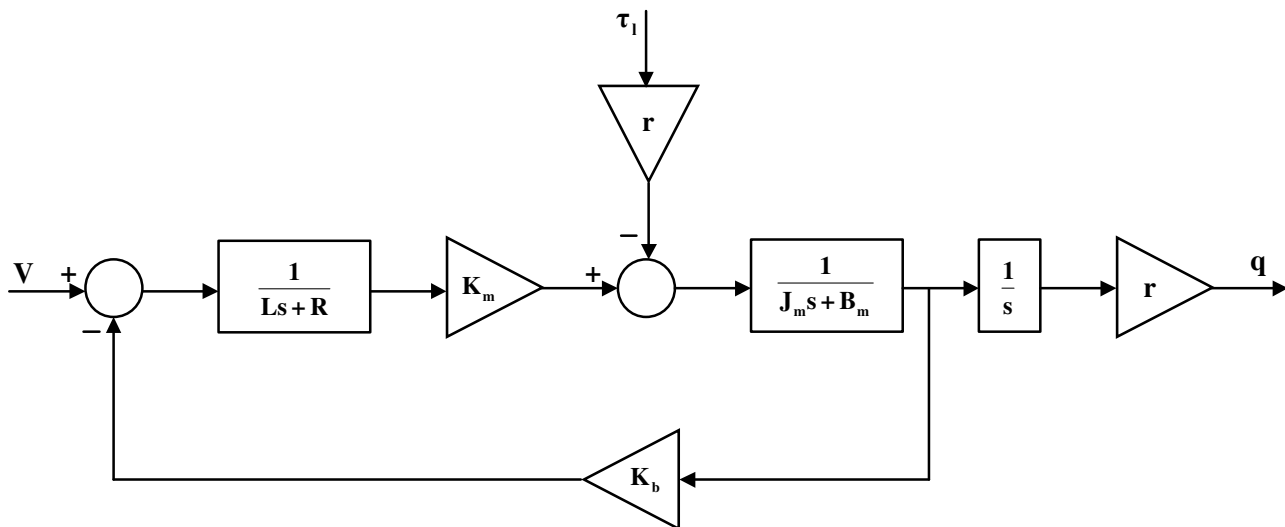 τ_l
r
−
V + 1/(Ls + R) K_m + 1/(J_m s + B_m) 1/s r q
−
K_b